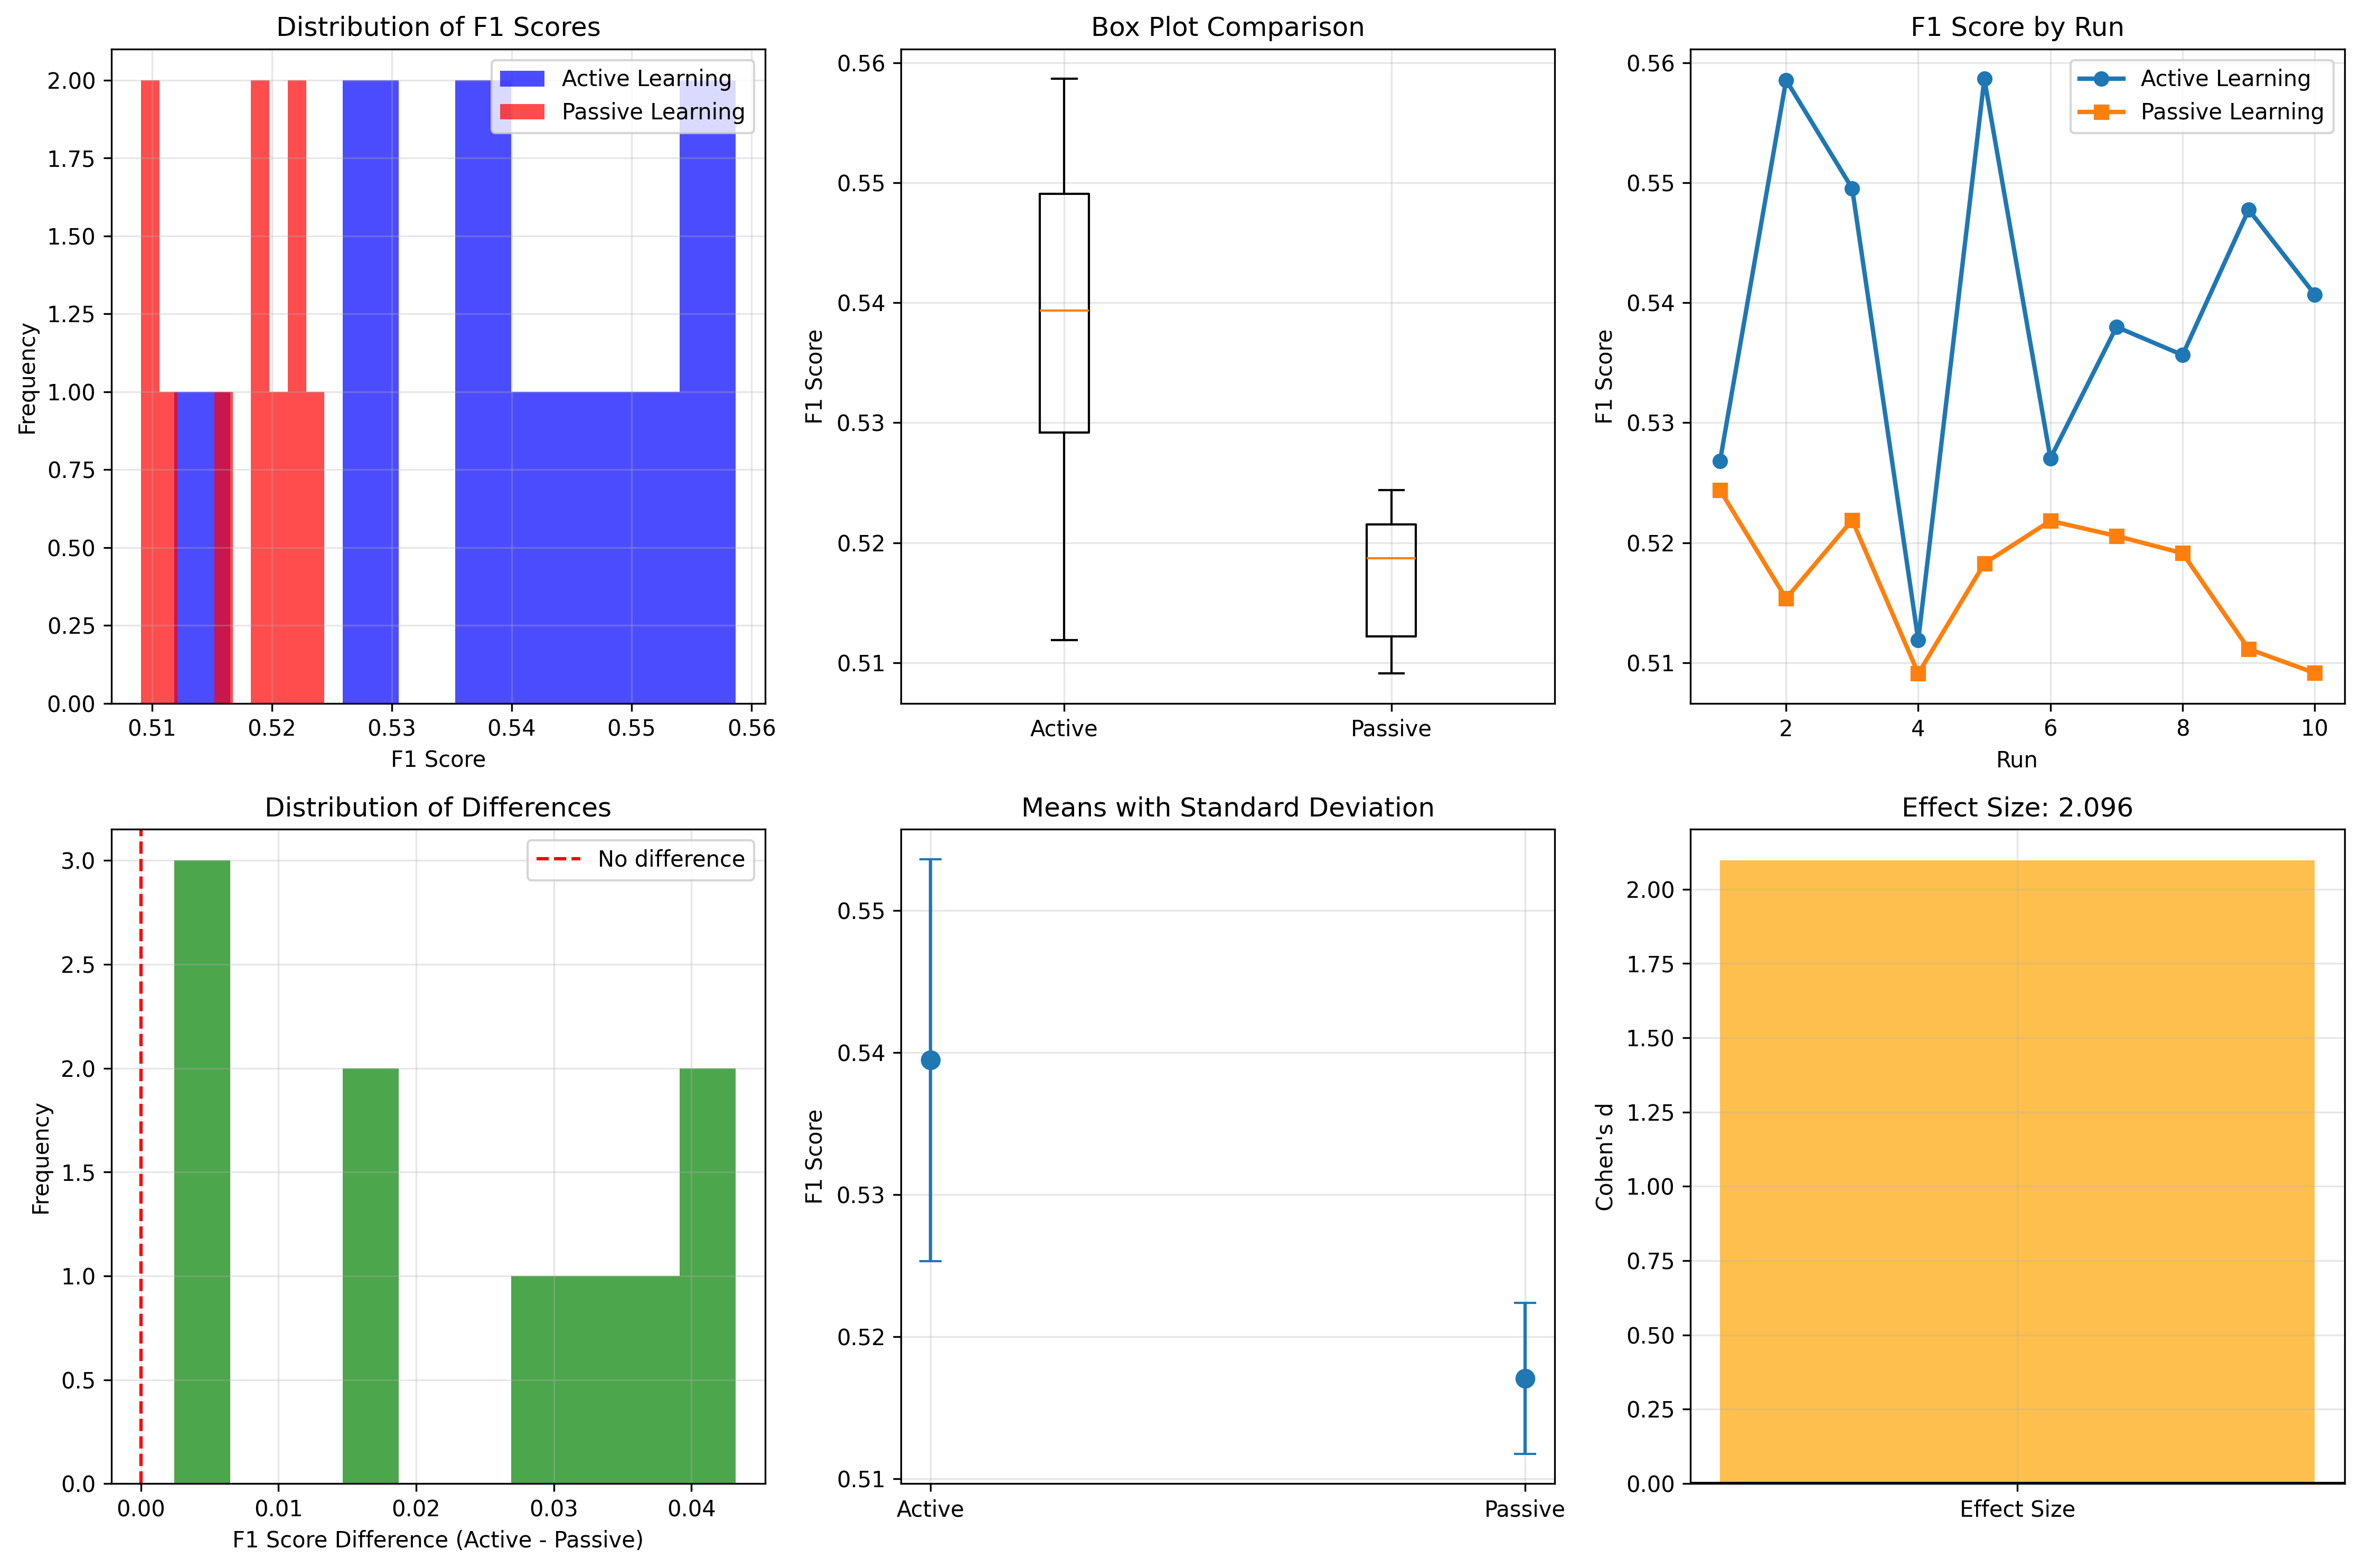 Distribution of F1 Scores
2.00
1.75
1.50
1.25
1.00
0.75
0.50
0.25
0.00
Frequency
Active Learning
Passive Learning
0.51 0.52 0.53 0.54 0.55 0.56
F1 Score
Box Plot Comparison
0.56
0.55
0.54
0.53
0.52
0.51
F1 Score
Active Passive
F1 Score by Run
0.56
0.55
0.54
0.53
0.52
0.51
F1 Score
Active Learning
Passive Learning
2 4 6 8 10
Run
Distribution of Differences
3.0
2.5
2.0
1.5
1.0
0.5
0.0
Frequency
No difference
0.00 0.01 0.02 0.03 0.04
F1 Score Difference (Active - Passive)
Means with Standard Deviation
0.55
0.54
0.53
0.52
0.51
F1 Score
Active Passive
Effect Size: 2.096
2.00
1.75
1.50
1.25
1.00
0.75
0.50
0.25
0.00
Cohen's d
Effect Size